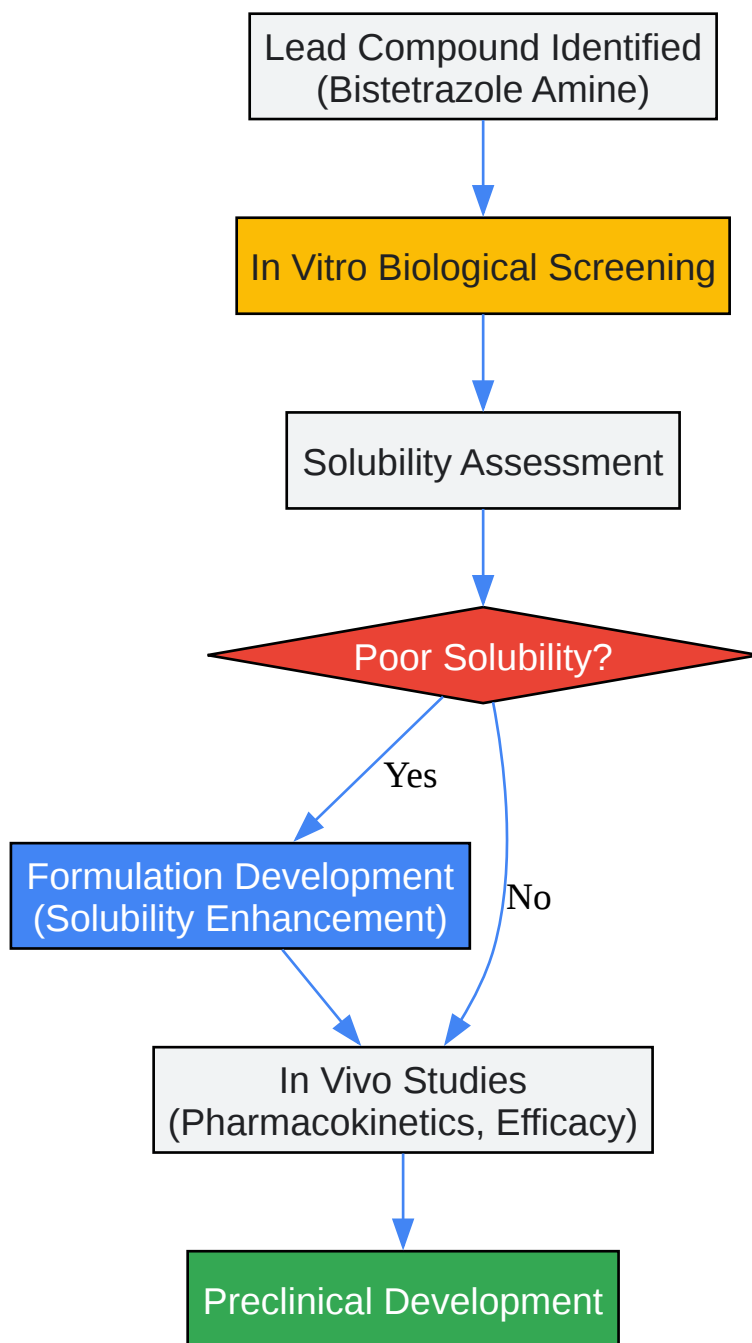 Lead Compound Identified
(Bistetrazole Amine)
In Vitro Biological Screening
Solubility Assessment
Poor Solubility?
Yes
Formulation Development
(Solubility Enhancement)
No
In Vivo Studies
(Pharmacokinetics, Efficacy)
Preclinical Development